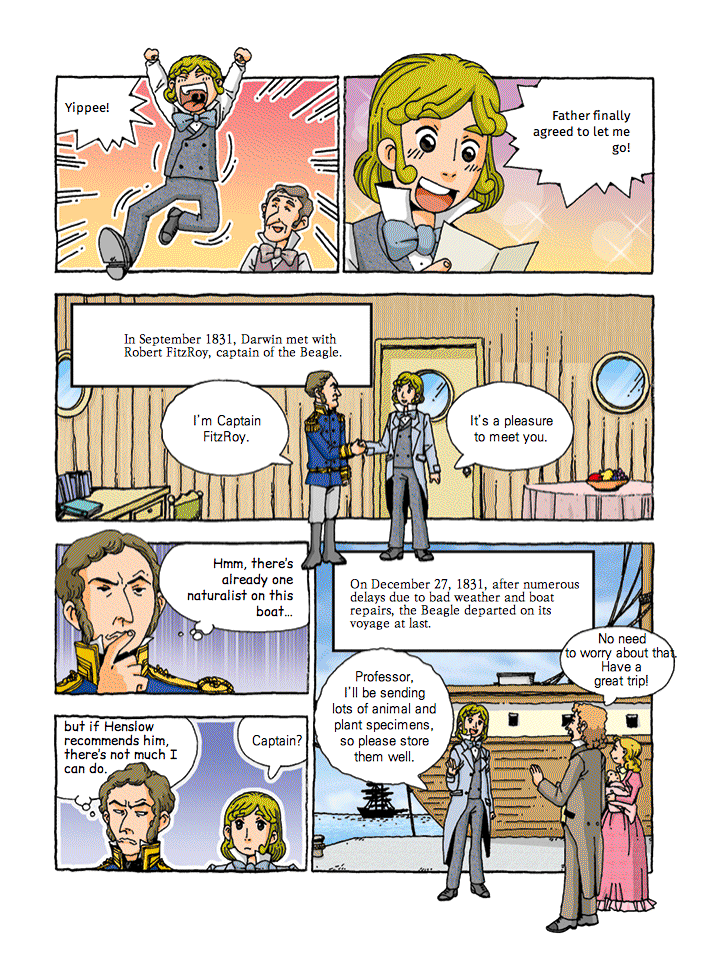 Yippee!
Father finally
agreed to let me
go!
In September 1831, Darwin met with
Robert FitzRoy, captain of the Beagle.
I'm Captain
FitzRoy.
It's a pleasure
to meet you.
Hmm, there's
already one
naturalist on this
boat...
but if Henslow
recommends him,
there's not much I
can do.
Captain?
On December 27, 1831, after numerous
delays due to bad weather and boat
repairs, the Beagle departed on its
voyage at last.
Professor,
I'll be sending
lots of animal and
plant specimens,
so please store
them well.
No need
to worry about that.
Have a
great trip!